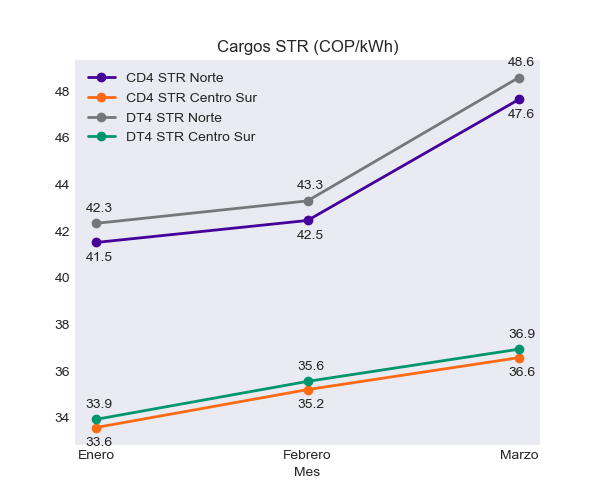 Cargos STR (COP/kWh)
CD4 STR Norte
CD4 STR Centro Sur
DT4 STR Norte
DT4 STR Centro Sur
48
46
44
42
40
38
36
34
42.3
43.3
48.6
41.5
42.5
47.6
33.9
35.6
36.9
33.6
35.2
36.6
Enero Febrero Marzo
Mes